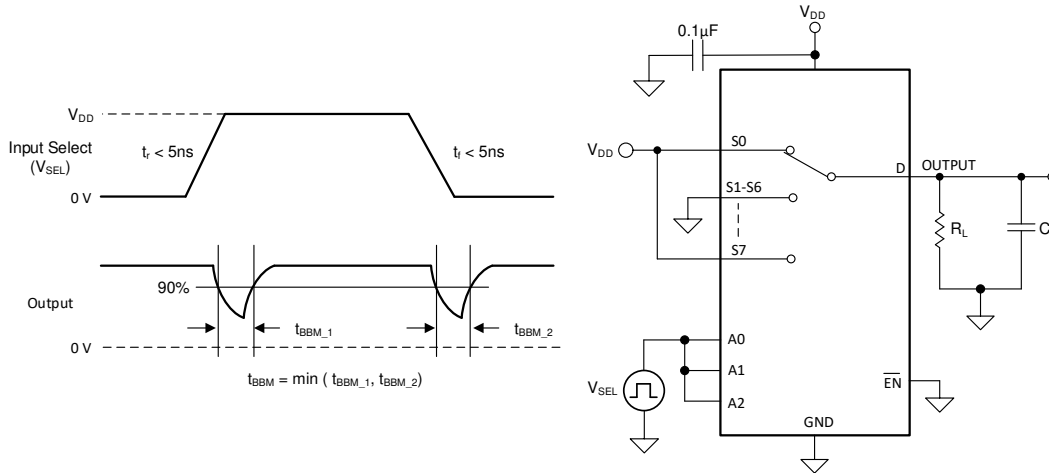 V_DD
Input Select
(V_SEL)
t_r < 5ns
t_f < 5ns
0 V
Output
90%
t_BBM_1
t_BBM_2
0 V
t_BBM = min ( t_BBM_1, t_BBM_2)
V_DD
0.1µF
V_DD
S0
S1-S6
S7
D
OUTPUT
R_L
C
A0
A1
A2
V_SEL
EN
GND